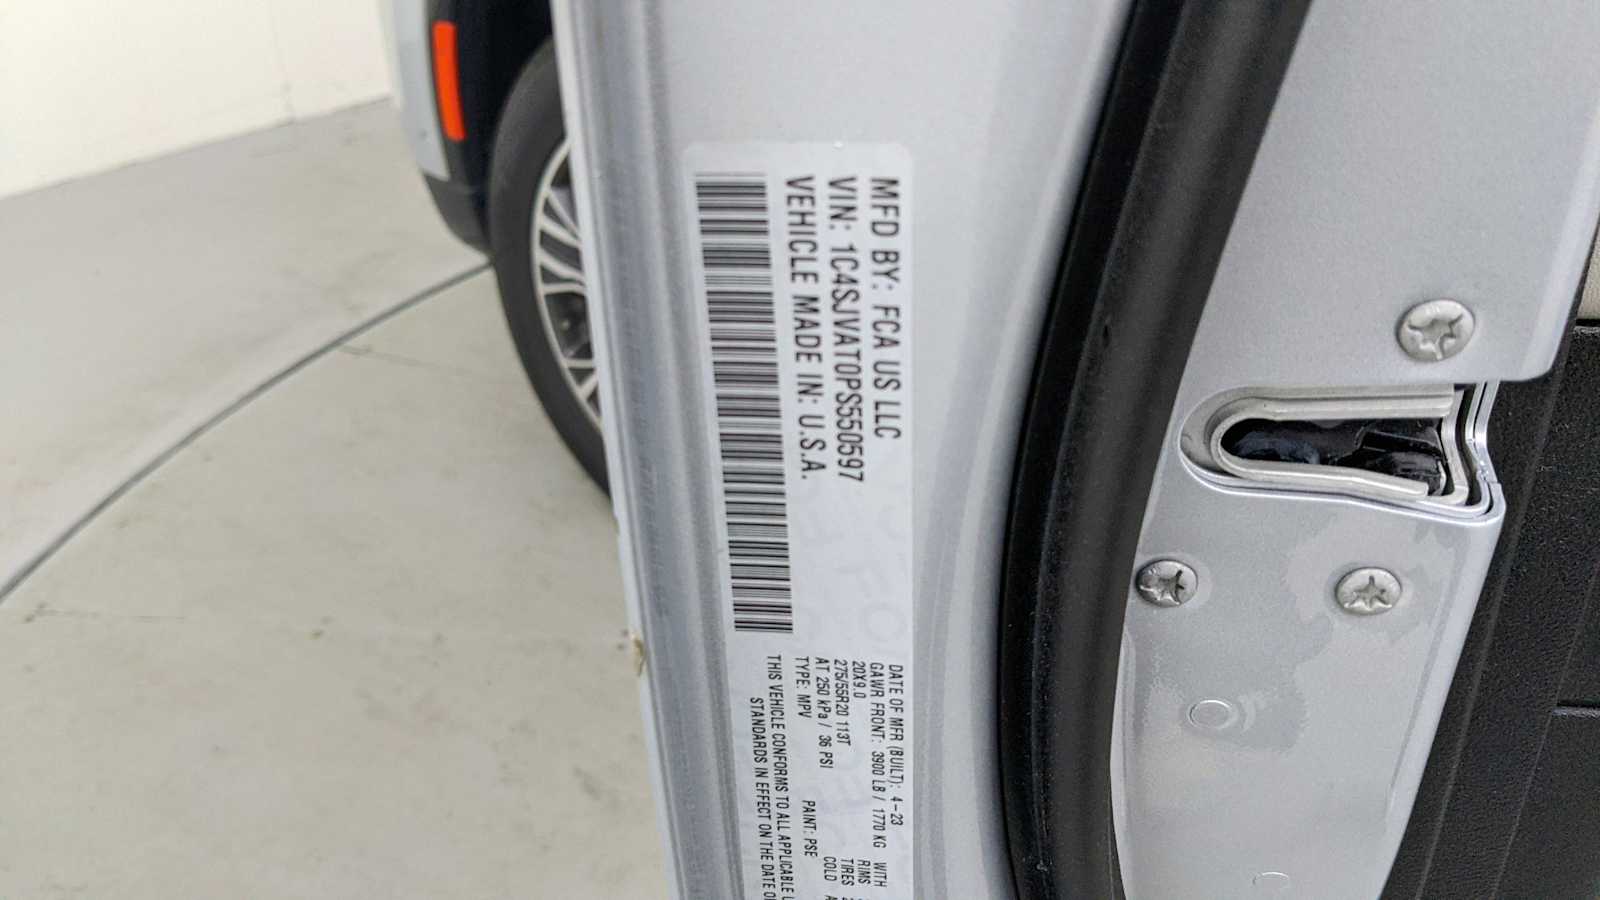 MFD BY: FCA US LLC
VIN: 1C4SJVAT0PS550597
VEHICLE MADE IN: U.S.A.
DATE OF MFR (BUILT): 4-23
GAWR FRONT: 3900 LB / 1770 KG WITH
20X9.0 RIMS
275/55R20 113T TIRES
AT 250 kPa / 36 PSI COLD
TYPE: MPV PAINT: PSE
THIS VEHICLE CONFORMS TO ALL APPLICABLE
STANDARDS IN EFFECT ON THE DATE